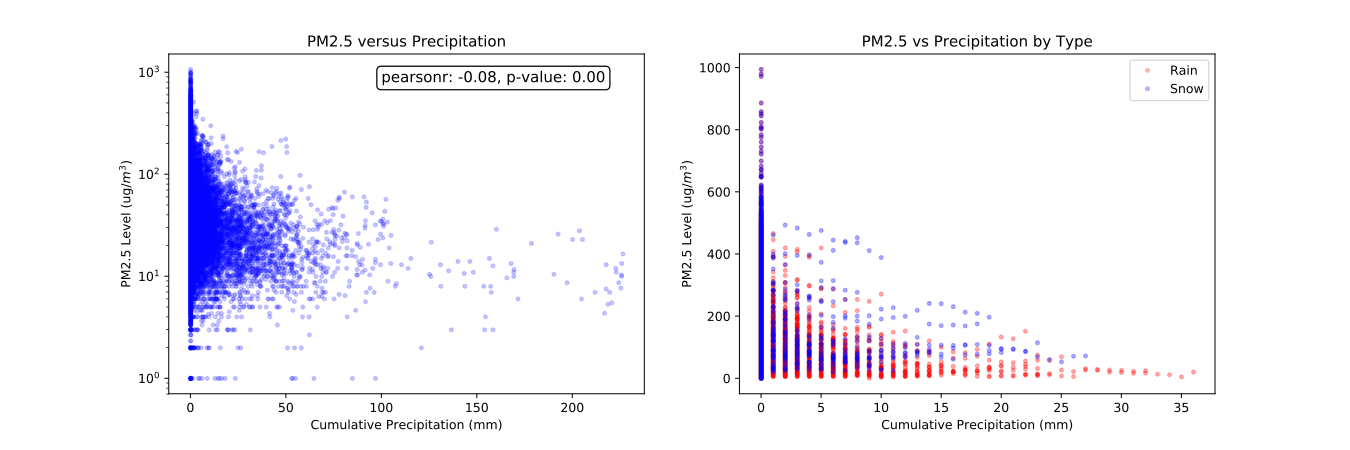 PM2.5 versus Precipitation
pearsonr: -0.08, p-value: 0.00
10³
10²
10¹
10⁰
PM2.5 Level (ug/m³)
0 50 100 150 200
Cumulative Precipitation (mm)
PM2.5 vs Precipitation by Type
Rain
Snow
1000
800
600
400
200
0
PM2.5 Level (ug/m³)
0 5 10 15 20 25 30 35
Cumulative Precipitation (mm)